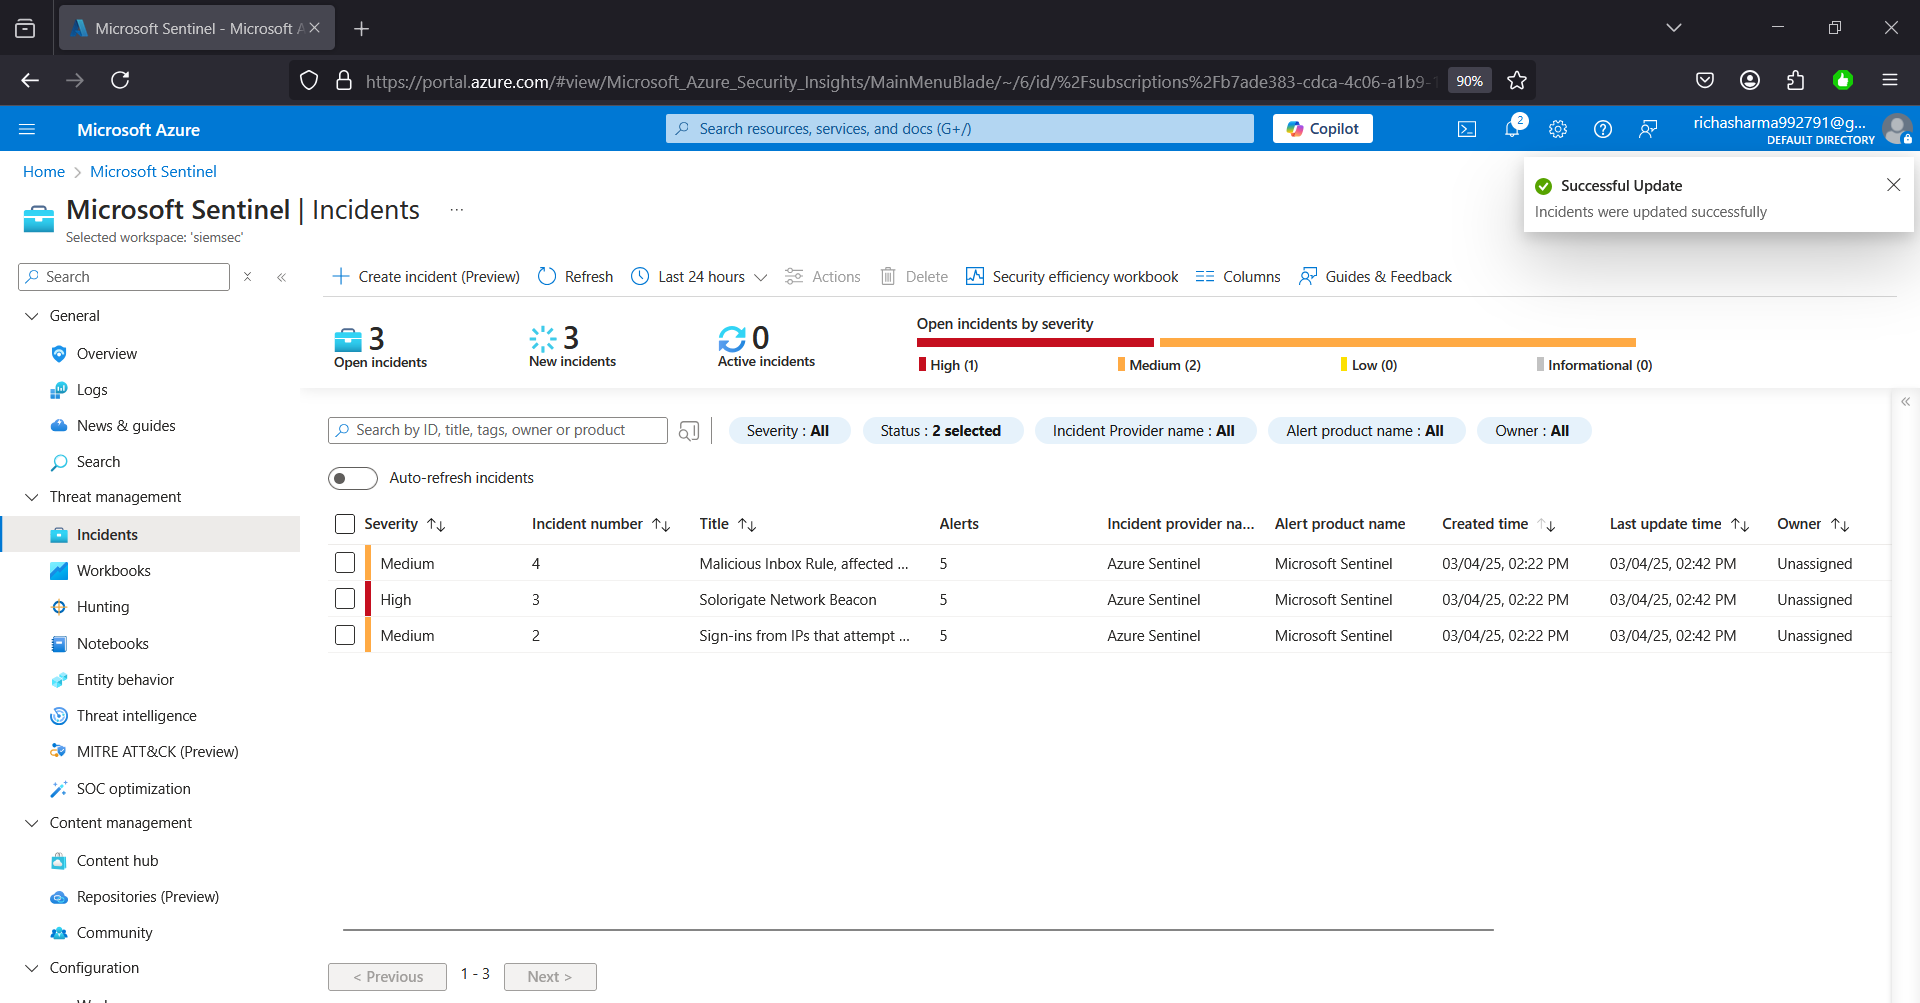 Microsoft Sentinel - Microsoft A
https://portal.azure.com/#view/Microsoft_Azure_Security_Insights/MainMenuBlade/~/6/id/%2Fsubscriptions%2Fb7ade383-cdca-4c06-a1b9-1
90%
Microsoft Azure
Search resources, services, and docs (G+/)
Copilot
2
richasharma992791@g...
DEFAULT DIRECTORY
Home > Microsoft Sentinel
Successful Update
Incidents were updated successfully
Microsoft Sentinel | Incidents ...
Selected workspace: 'siemsec'
Search
Create incident (Preview) Refresh Last 24 hours Actions Delete Security efficiency workbook Columns Guides & Feedback
General
Overview
Logs
News & guides
Search
Threat management
Incidents
Workbooks
Hunting
Notebooks
Entity behavior
Threat intelligence
MITRE ATT&CK (Preview)
SOC optimization
Content management
Content hub
Repositories (Preview)
Community
Configuration
3
Open incidents
3
New incidents
0
Active incidents
Open incidents by severity
High (1) Medium (2) Low (0) Informational (0)
Search by ID, title, tags, owner or product
Severity : All
Status : 2 selected
Incident Provider name : All
Alert product name : All
Owner : All
Auto-refresh incidents
Severity Incident number Title Alerts Incident provider na... Alert product name Created time Last update time Owner
Medium 4 Malicious Inbox Rule, affected ... 5 Azure Sentinel Microsoft Sentinel 03/04/25, 02:22 PM 03/04/25, 02:42 PM Unassigned
High 3 Solorigate Network Beacon 5 Azure Sentinel Microsoft Sentinel 03/04/25, 02:22 PM 03/04/25, 02:42 PM Unassigned
Medium 2 Sign-ins from IPs that attempt ... 5 Azure Sentinel Microsoft Sentinel 03/04/25, 02:22 PM 03/04/25, 02:42 PM Unassigned
< Previous 1 - 3 Next >